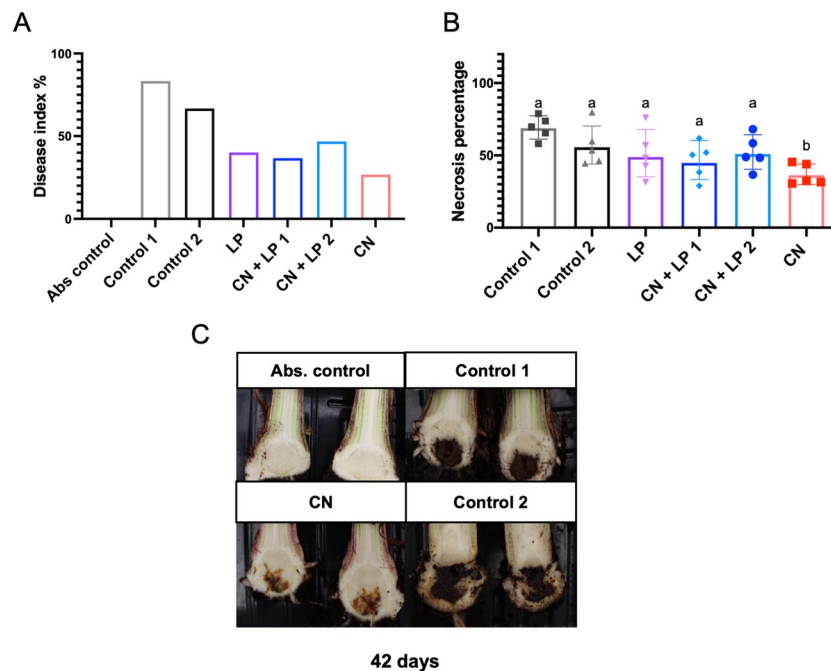 A
Disease index %
100
50
0
Abs control
Control 1
Control 2
LP
CN + LP 1
CN + LP 2
CN
B
Necrosis percentage
100
50
0
a
a
a
a
a
b
Control 1
Control 2
LP
CN + LP 1
CN + LP 2
CN
C
Abs. control
Control 1
CN
Control 2
42 days